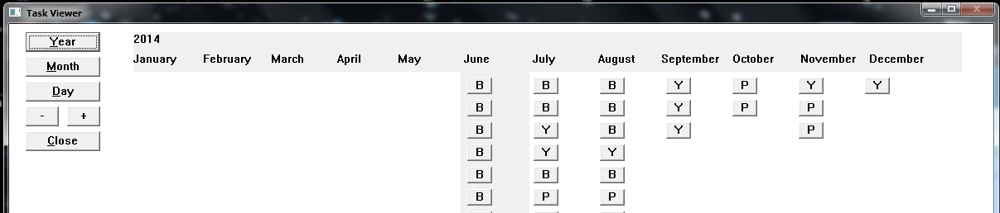 Task Viewer
Year
Month
Day
- +
Close
2014
January February March April May June July August September October November December
B B B Y P Y Y
B B B Y P P
B Y B Y P
B Y Y
B B B
B P P